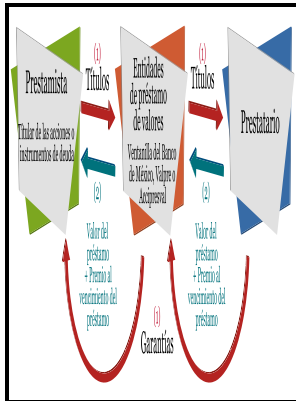 Prestamista
Titular de las acciones o
instrumentos de deuda
(1)
Títulos
(2)
Valor del
préstamo
+ Premio al
vencimiento del
préstamo
Entidades
de préstamo
de valores
Ventanilla del Banco
de México, Valpre o
Accipresval
(1)
Títulos
(2)
Valor del
préstamo
+ Premio al
vencimiento del
préstamo
Prestatario
(1)
Garantías